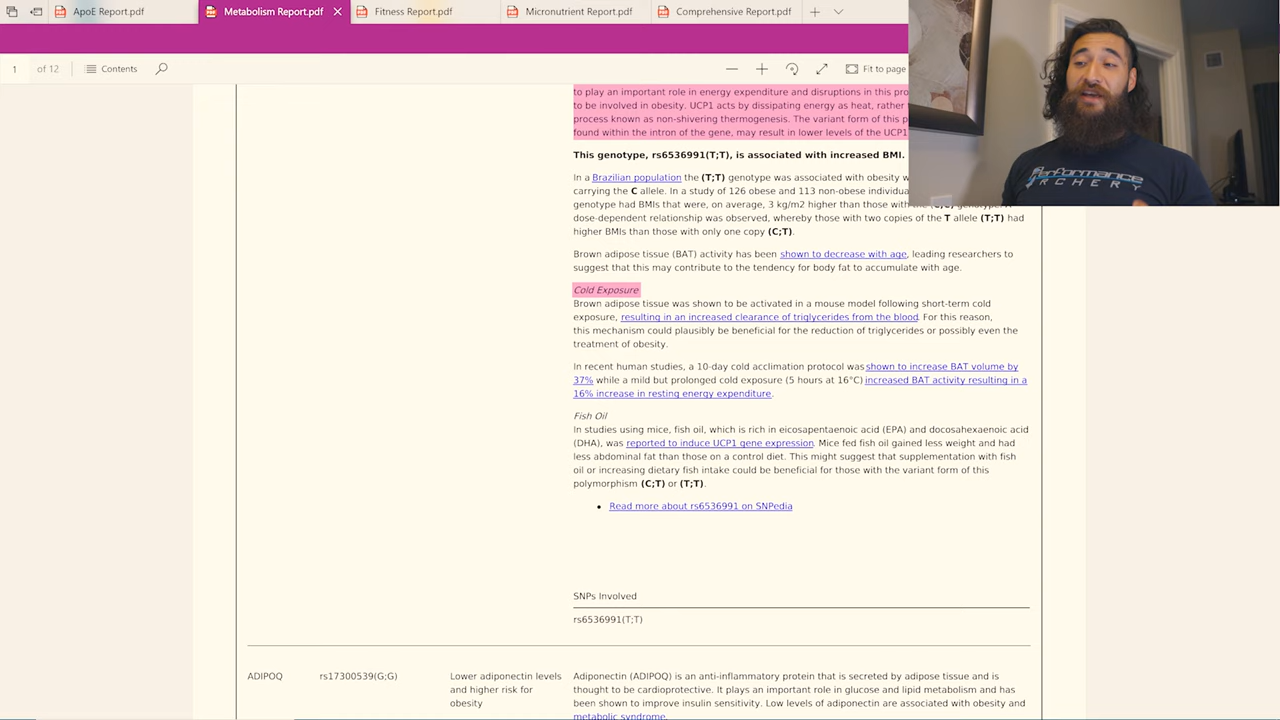 ApoE Report.pdf
Metabolism Report.pdf
Fitness Report.pdf
Micronutrient Report.pdf
Comprehensive Report.pdf
1 of 12
Contents
Fit to page
to play an important role in energy expenditure and disruptions in this pro
to be involved in obesity. UCP1 acts by dissipating energy as heat, rather
process known as non-shivering thermogenesis. The variant form of this p
found within the intron of the gene, may result in lower levels of the UCP1
This genotype, rs6536991(T;T), is associated with increased BMI.
In a Brazilian population the (T;T) genotype was associated with obesity w
carrying the C allele. In a study of 126 obese and 113 non-obese individua
genotype had BMIs that were, on average, 3 kg/m2 higher than those with
dose-dependent relationship was observed, whereby those with two copies of the T allele (T;T) had
higher BMIs than those with only one copy (C;T).
Brown adipose tissue (BAT) activity has been shown to decrease with age, leading researchers to
suggest that this may contribute to the tendency for body fat to accumulate with age.
Cold Exposure
Brown adipose tissue was shown to be activated in a mouse model following short-term cold
exposure, resulting in an increased clearance of triglycerides from the blood. For this reason,
this mechanism could plausibly be beneficial for the reduction of triglycerides or possibly even the
treatment of obesity.
In recent human studies, a 10-day cold acclimation protocol was shown to increase BAT volume by
37% while a mild but prolonged cold exposure (5 hours at 16°C) increased BAT activity resulting in a
16% increase in resting energy expenditure.
Fish Oil
In studies using mice, fish oil, which is rich in eicosapentaenoic acid (EPA) and docosahexaenoic acid
(DHA), was reported to induce UCP1 gene expression. Mice fed fish oil gained less weight and had
less abdominal fat than those on a control diet. This might suggest that supplementation with fish
oil or increasing dietary fish intake could be beneficial for those with the variant form of this
polymorphism (C;T) or (T;T).
• Read more about rs6536991 on SNPedia
SNPs Involved
rs6536991(T;T)
ADIPOQ
rs17300539(G;G)
Lower adiponectin levels
and higher risk for
obesity
Adiponectin (ADIPOQ) is an anti-inflammatory protein that is secreted by adipose tissue and is
thought to be cardioprotective. It plays an important role in glucose and lipid metabolism and has
been shown to improve insulin sensitivity. Low levels of adiponectin are associated with obesity and
metabolic syndrome.
Performance
ARCHERY